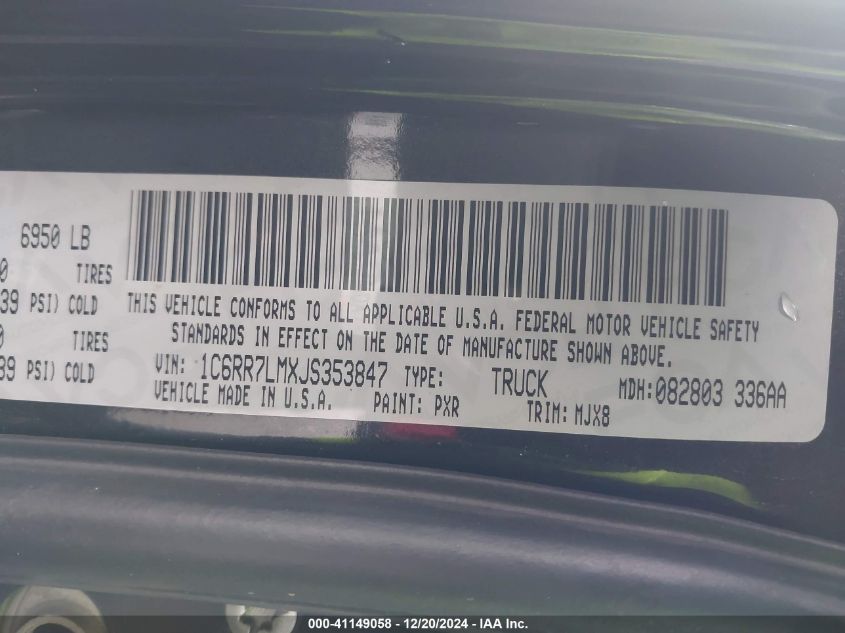 6950 LB
0 TIRES
39 PSI) COLD
0 TIRES
39 PSI) COLD
THIS VEHICLE CONFORMS TO ALL APPLICABLE U.S.A. FEDERAL MOTOR VEHICLE SAFETY
STANDARDS IN EFFECT ON THE DATE OF MANUFACTURE SHOWN ABOVE.
VIN: 1C6RR7LMXJS353847 TYPE: TRUCK MDH:082803 336AA
VEHICLE MADE IN U.S.A. PAINT: PXR TRIM: MJX8
000-41149058 - 12/20/2024 - IAA Inc.